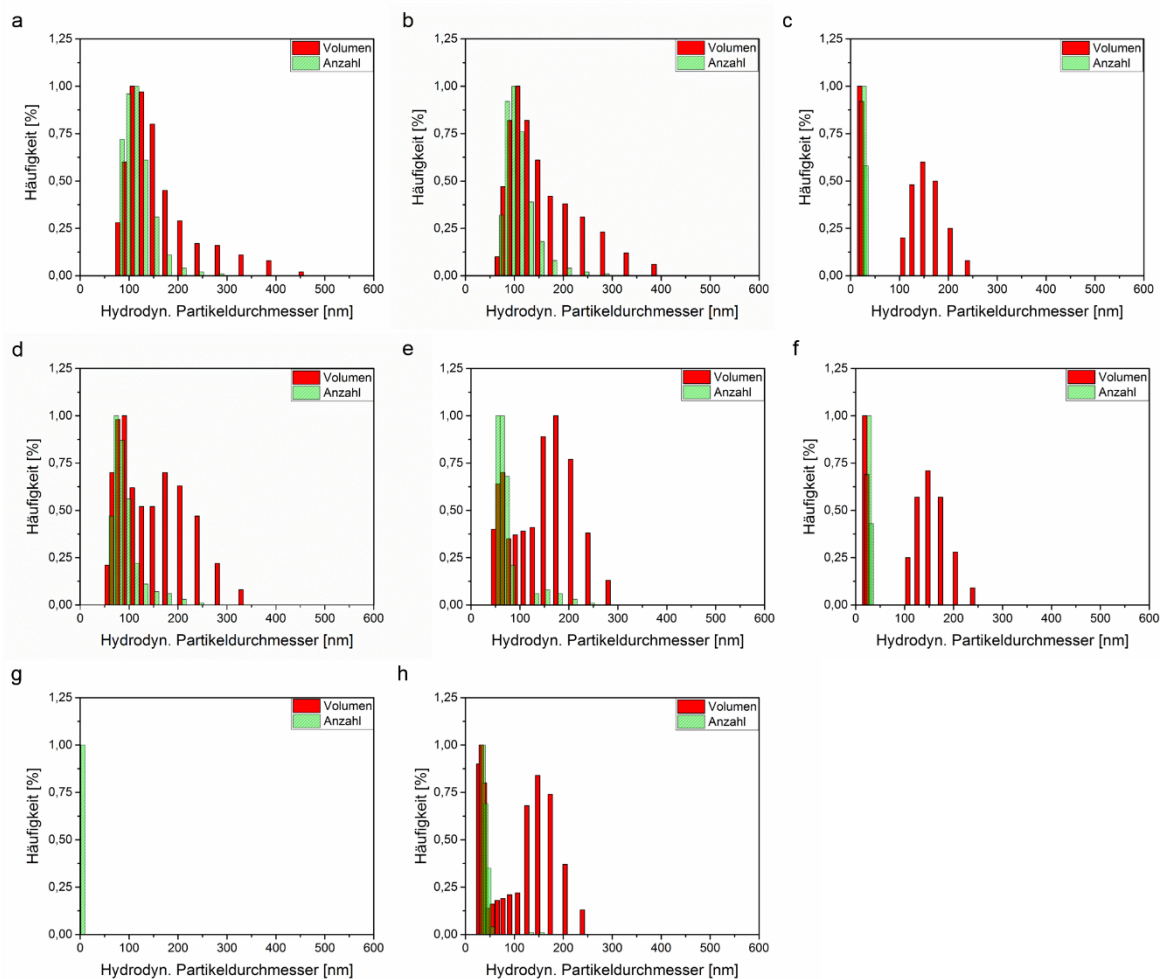 a
1,25
1,00
0,75
0,50
0,25
0,00
Häufigkeit [%]
Volumen
Anzahl
0 100 200 300 400 500 600
Hydrodyn. Partikeldurchmesser [nm]
b
1,25
1,00
0,75
0,50
0,25
0,00
Häufigkeit [%]
Volumen
Anzahl
0 100 200 300 400 500 600
Hydrodyn. Partikeldurchmesser [nm]
c
1,25
1,00
0,75
0,50
0,25
0,00
Häufigkeit [%]
Volumen
Anzahl
0 100 200 300 400 500 600
Hydrodyn. Partikeldurchmesser [nm]
d
1,25
1,00
0,75
0,50
0,25
0,00
Häufigkeit [%]
Volumen
Anzahl
0 100 200 300 400 500 600
Hydrodyn. Partikeldurchmesser [nm]
e
1,25
1,00
0,75
0,50
0,25
0,00
Häufigkeit [%]
Volumen
Anzahl
0 100 200 300 400 500 600
Hydrodyn. Partikeldurchmesser [nm]
f
1,25
1,00
0,75
0,50
0,25
0,00
Häufigkeit [%]
Volumen
Anzahl
0 100 200 300 400 500 600
Hydrodyn. Partikeldurchmesser [nm]
g
1,25
1,00
0,75
0,50
0,25
0,00
Häufigkeit [%]
Volumen
Anzahl
0 100 200 300 400 500 600
Hydrodyn. Partikeldurchmesser [nm]
h
1,25
1,00
0,75
0,50
0,25
0,00
Häufigkeit [%]
Volumen
Anzahl
0 100 200 300 400 500 600
Hydrodyn. Partikeldurchmesser [nm]